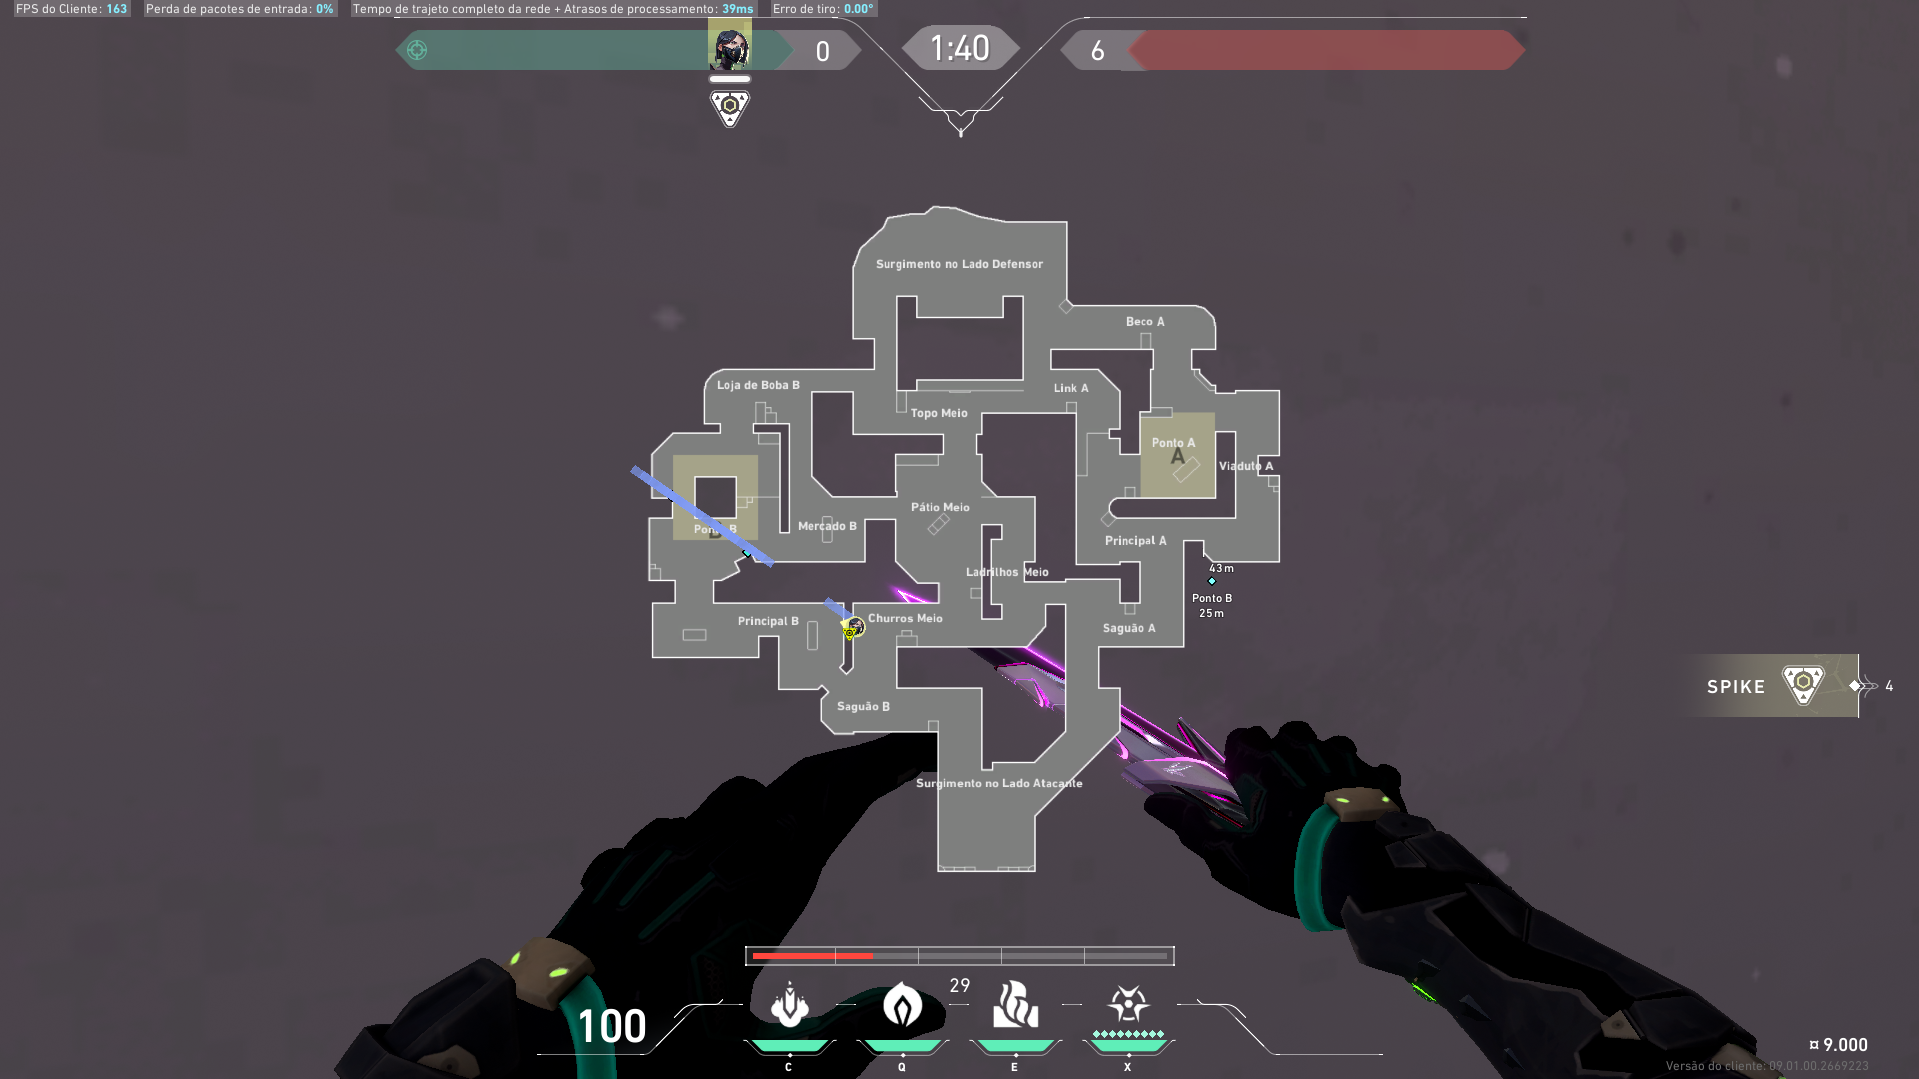 FPS do Cliente: 163 Perda de pacotes de entrada: 0% Tempo de trajeto completo da rede + Atrasos de processamento: 39ms Erro de tiro: 0.00°
0 1:40 6
Surgimento no Lado Defensor
Beco A
Loja de Boba B
Link A
Topo Meio
Ponto A
A
Viaduto A
Pátio Meio
Mercado B
Ponto B
B
Principal A
43m
Ladrilhos Meio
Ponto B
25m
Principal B
Churros Meio
Saguão A
Saguão B
SPIKE 4
Surgimento no Lado Atacante
29
100
C Q E X
¤ 9.000
Versão do cliente: 09.01.00.2669223